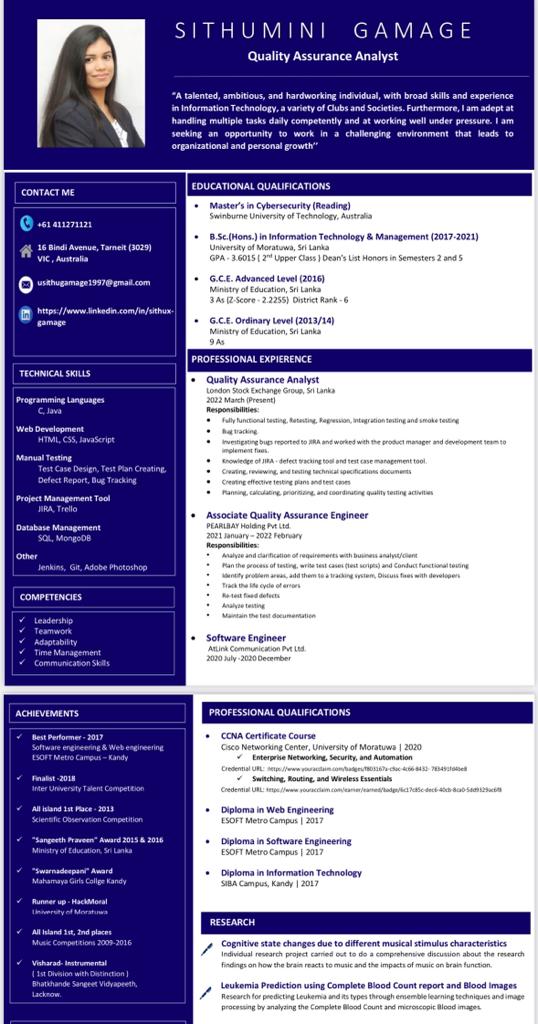 SITHUMINI GAMAGE
Quality Assurance Analyst
"A talented, ambitious, and hardworking individual, with broad skills and experience
in Information Technology, a variety of Clubs and Societies. Furthermore, I am adept at
handling multiple tasks daily competently and at working well under pressure. I am
seeking an opportunity to work in a challenging environment that leads to
organizational and personal growth''
CONTACT ME
+61 411271121
16 Bindi Avenue, Tarneit (3029)
VIC , Australia
usithugamage1997@gmail.com
https://www.linkedin.com/in/sithux-
gamage
TECHNICAL SKILLS
Programming Languages
C, Java
Web Development
HTML, CSS, JavaScript
Manual Testing
Test Case Design, Test Plan Creating,
Defect Report, Bug Tracking
Project Management Tool
JIRA, Trello
Database Management
SQL, MongoDB
Other
Jenkins, Git, Adobe Photoshop
COMPETENCIES
✓ Leadership
✓ Teamwork
✓ Adaptability
✓ Time Management
✓ Communication Skills
EDUCATIONAL QUALIFICATIONS
• Master's in Cybersecurity (Reading)
Swinburne University of Technology, Australia
• B.Sc.(Hons.) in Information Technology & Management (2017-2021)
University of Moratuwa, Sri Lanka
GPA - 3.6015 ( 2nd Upper Class ) Dean's List Honors in Semesters 2 and 5
• G.C.E. Advanced Level (2016)
Ministry of Education, Sri Lanka
3 As (Z-Score - 2.2255) District Rank - 6
• G.C.E. Ordinary Level (2013/14)
Ministry of Education, Sri Lanka
9 As
PROFESSIONAL EXPIERENCE
• Quality Assurance Analyst
London Stock Exchange Group, Sri Lanka
2022 March (Present)
Responsibilities:
• Fully functional testing, Retesting, Regression, Integration testing and smoke testing
• Bug tracking.
• Investigating bugs reported to JIRA and worked with the product manager and development team to
implement fixes.
• Knowledge of JIRA - defect tracking tool and test case management tool.
• Creating, reviewing, and testing technical specifications documents
• Creating effective testing plans and test cases
• Planning, calculating, prioritizing, and coordinating quality testing activities
• Associate Quality Assurance Engineer
PEARLBAY Holding Pvt Ltd.
2021 January – 2022 February
Responsibilities:
• Analyze and clarification of requirements with business analyst/client
• Plan the process of testing, write test cases (test scripts) and Conduct functional testing
• Identify problem areas, add them to a tracking system, Discuss fixes with developers
• Track the life cycle of errors
• Re-test fixed defects
• Analyze testing
• Maintain the test documentation
• Software Engineer
AtLink Communication Pvt Ltd.
2020 July -2020 December
ACHIEVEMENTS
✓ Best Performer - 2017
Software engineering & Web engineering
ESOFT Metro Campus – Kandy
✓ Finalist -2018
Inter University Talent Competition
✓ All island 1st Place - 2013
Scientific Observation Competition
✓ "Sangeeth Praveen" Award 2015 & 2016
Ministry of Education, Sri Lanka
✓ "Swarnadeepani' Award
Mahamaya Girls Collge Kandy
✓ Runner up - HackMoral
University of Moratuwa
✓ All Island 1st, 2nd places
Music Competitions 2009-2016
✓ Visharad- Instrumental
( 1st Division with Distinction )
Bhatkhande Sangeet Vidyapeeth,
Lacknow.
PROFESSIONAL QUALIFICATIONS
• CCNA Certificate Course
Cisco Networking Center, University of Moratuwa | 2020
✓ Enterprise Networking, Security, and Automation
Credential URL:
✓ Switching, Routing, and Wireless Essentials
Credential URL:
• Diploma in Web Engineering
ESOFT Metro Campus | 2017
• Diploma in Software Engineering
ESOFT Metro Campus | 2017
• Diploma in Information Technology
SIBA Campus, Kandy | 2017
RESEARCH
Cognitive state changes due to different musical stimulus characteristics
Individual research project carried out to do a comprehensive discussion about the research
findings on how the brain reacts to music and the impacts of music on brain function.
Leukemia Prediction using Complete Blood Count report and Blood Images
Research for predicting Leukemia and its types through ensemble learning techniques and image
processing by analyzing the Complete Blood Count and microscopic Blood images.